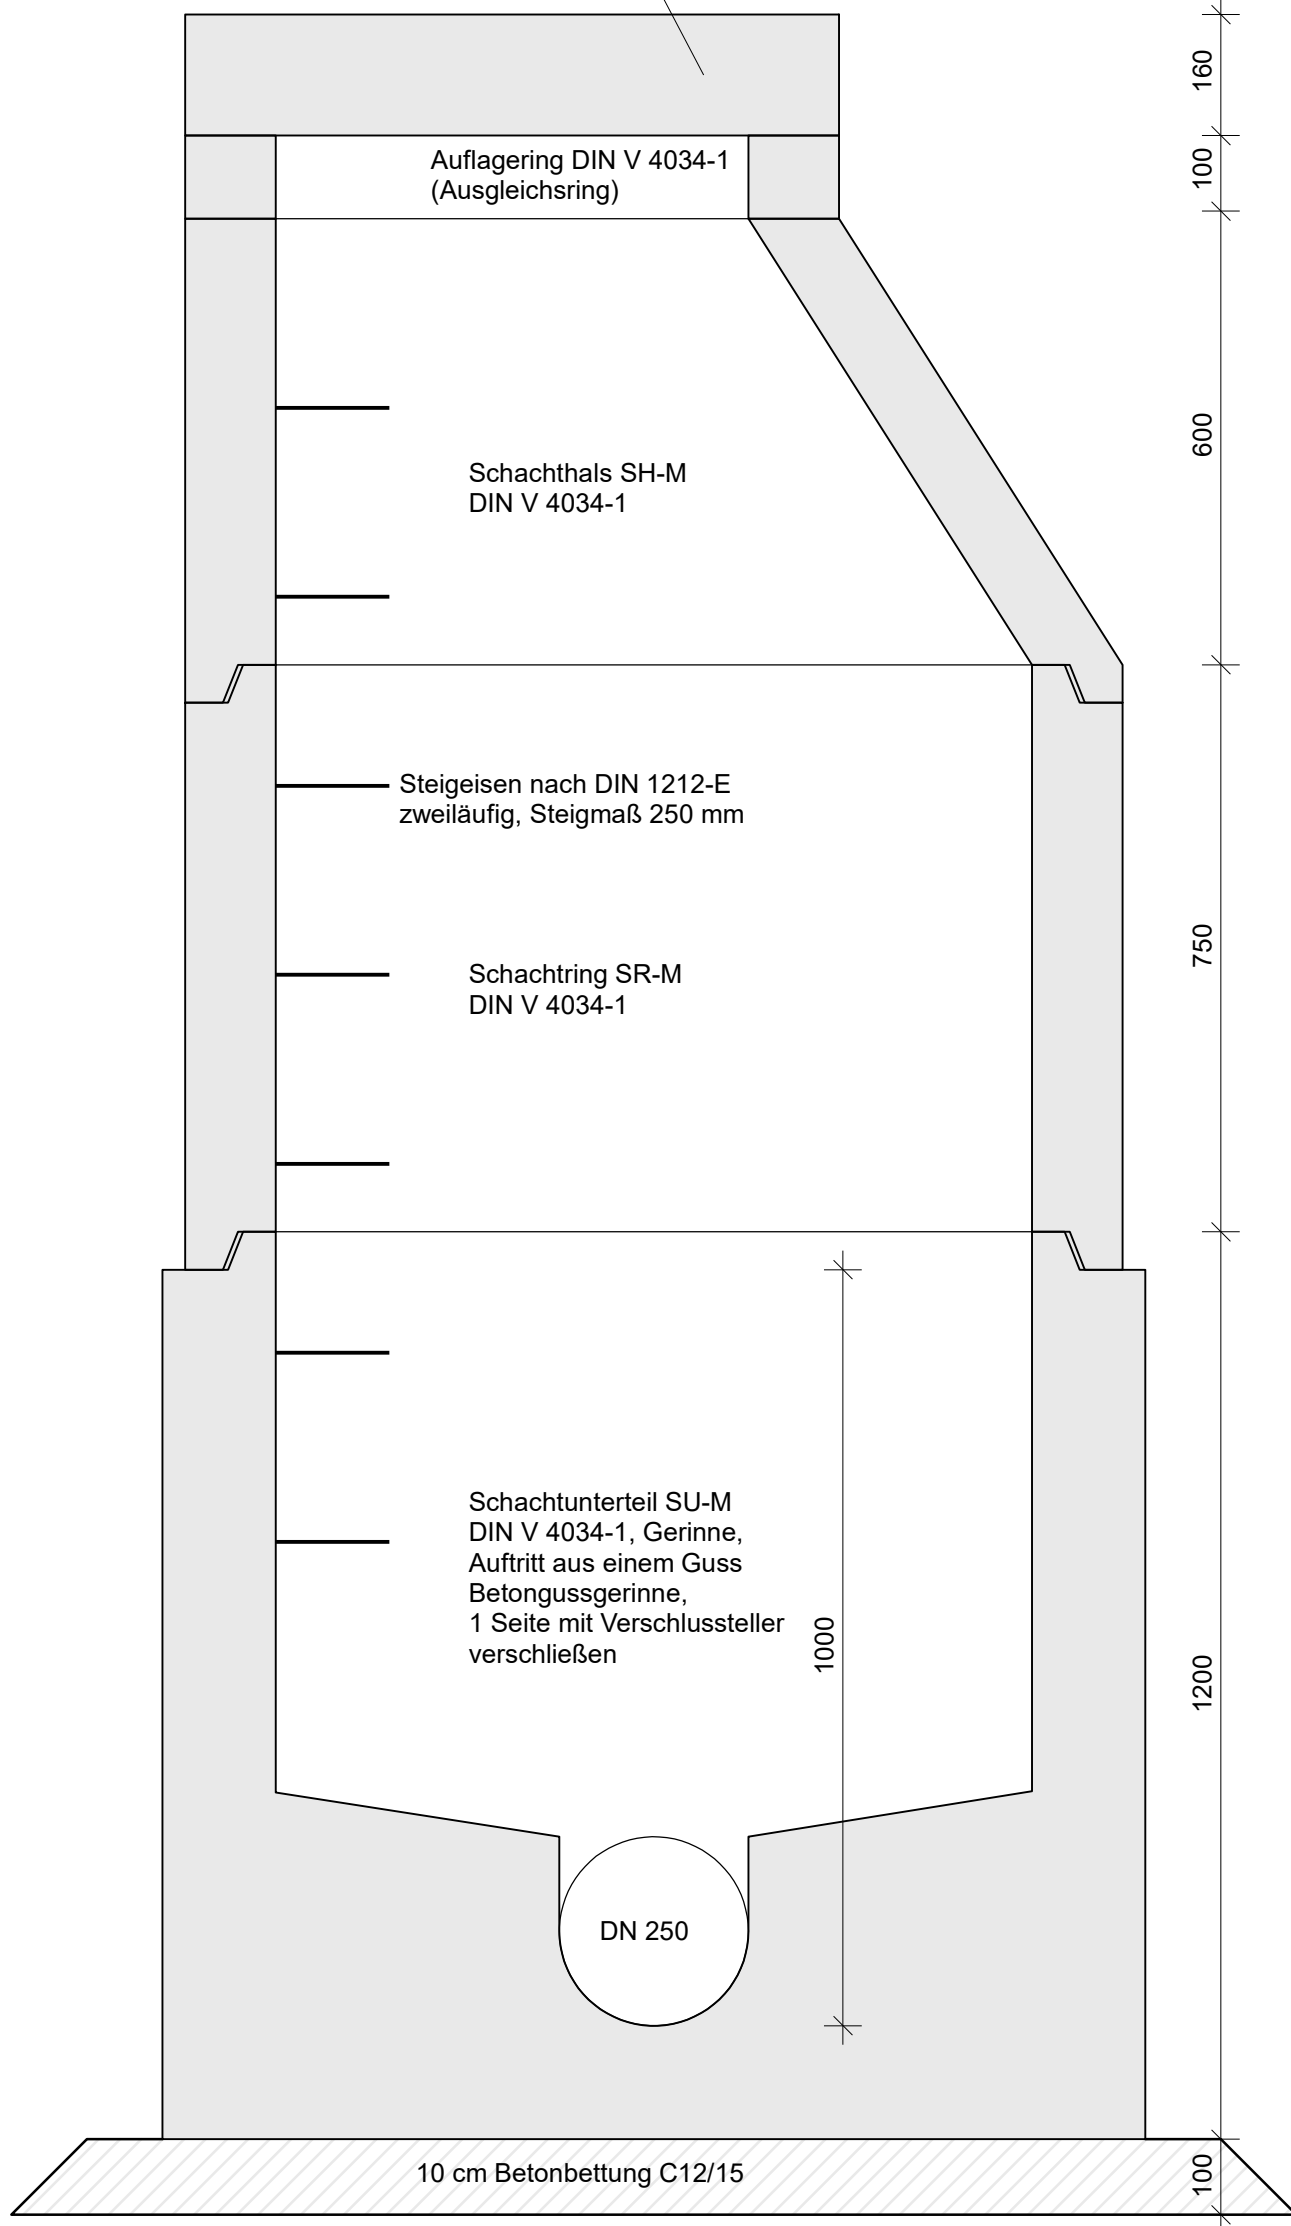 160
Auflagering DIN V 4034-1
(Ausgleichsring)
100
600
Schachthals SH-M
DIN V 4034-1
Steigeisen nach DIN 1212-E
zweiläufig, Steigmaß 250 mm
750
Schachtring SR-M
DIN V 4034-1
Schachtunterteil SU-M
DIN V 4034-1, Gerinne,
Auftritt aus einem Guss
Betongussgerinne,
1 Seite mit Verschlussteller
verschließen
1000
1200
DN 250
10 cm Betonbettung C12/15
100